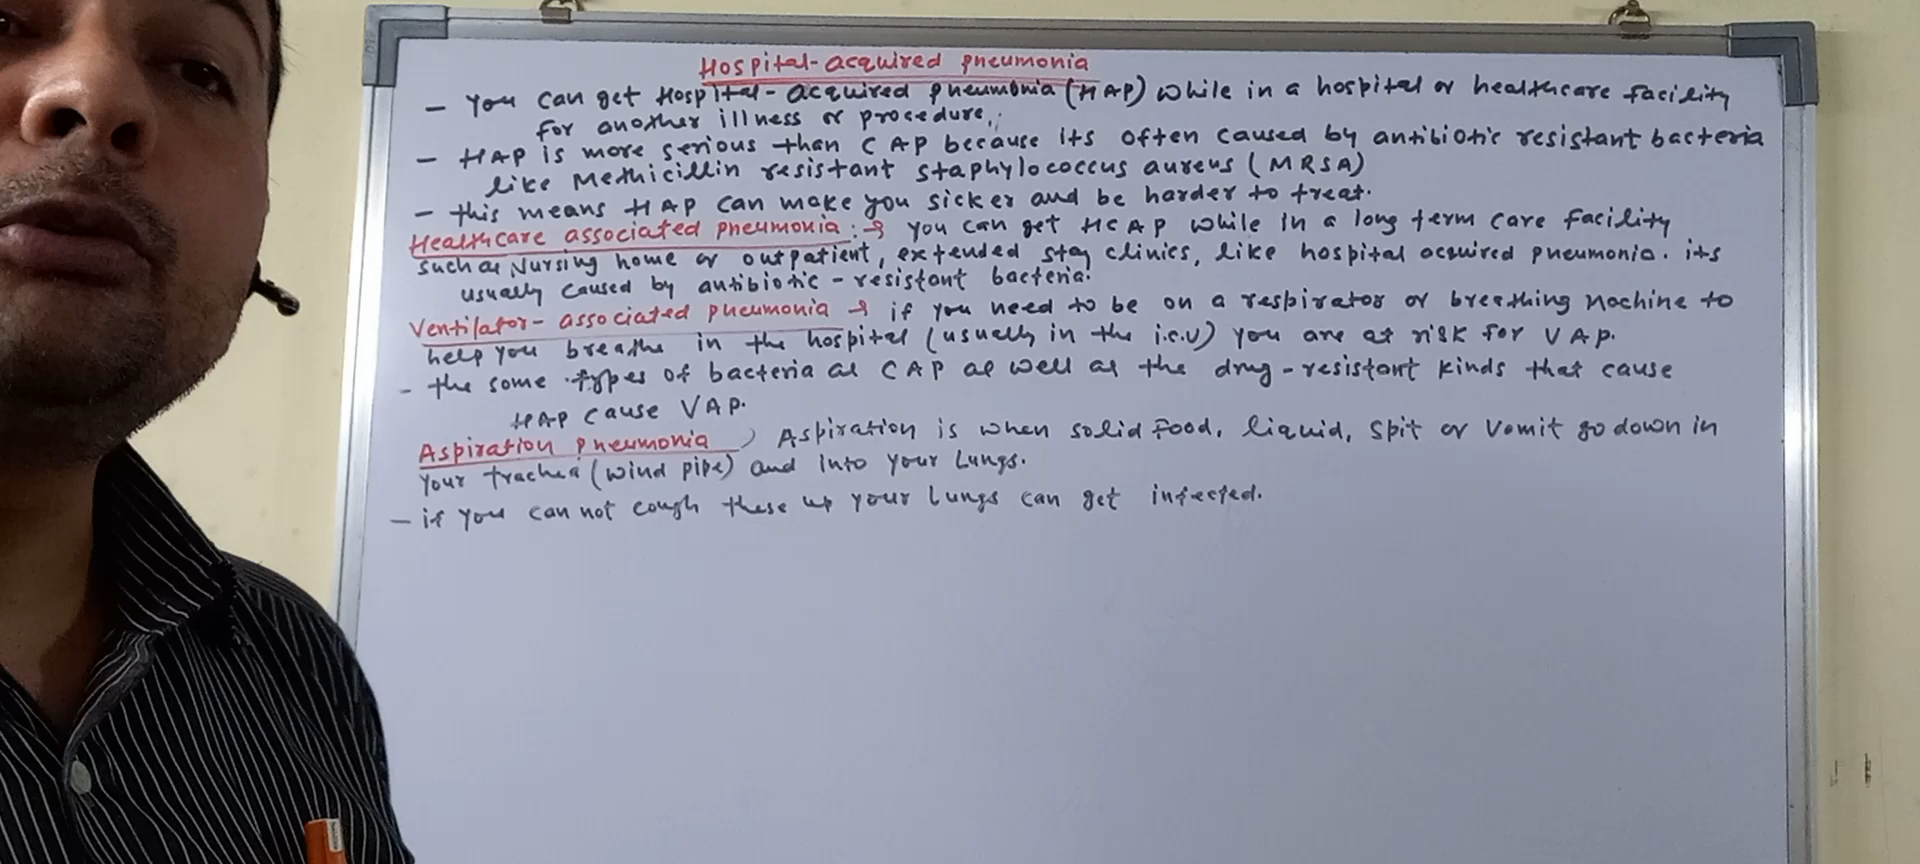 Hospital-acquired pneumonia
- You can get Hospital-acquired pneumonia (HAP) while in a hospital or healthcare facility
for another illness or procedure,
- HAP is more serious than CAP because its often caused by antibiotic resistant bacteria
like Methicillin resistant staphylococcus aureus (MRSA)
- this means HAP can make you sicker and be harder to treat.
Healthcare associated pneumonia :→ you can get HCAP while in a long term care facility
such as Nursing home or outpatient, extended stay clinics, like hospital acquired pneumonia. its
usually caused by antibiotic-resistant bacteria.
Ventilator-associated pneumonia → if you need to be on a respirator or breathing machine to
help you breathe in the hospital (usually in the i.c.u) you are at risk for VAP.
- the some types of bacteria as CAP as well as the drug-resistant kinds that cause
HAP cause VAP.
Aspiration pneumonia) Aspiration is when solid food, liquid, spit or vomit go down in
your trachea (wind pipe) and into your Lungs.
- if you can not cough these up your lungs can get infected.